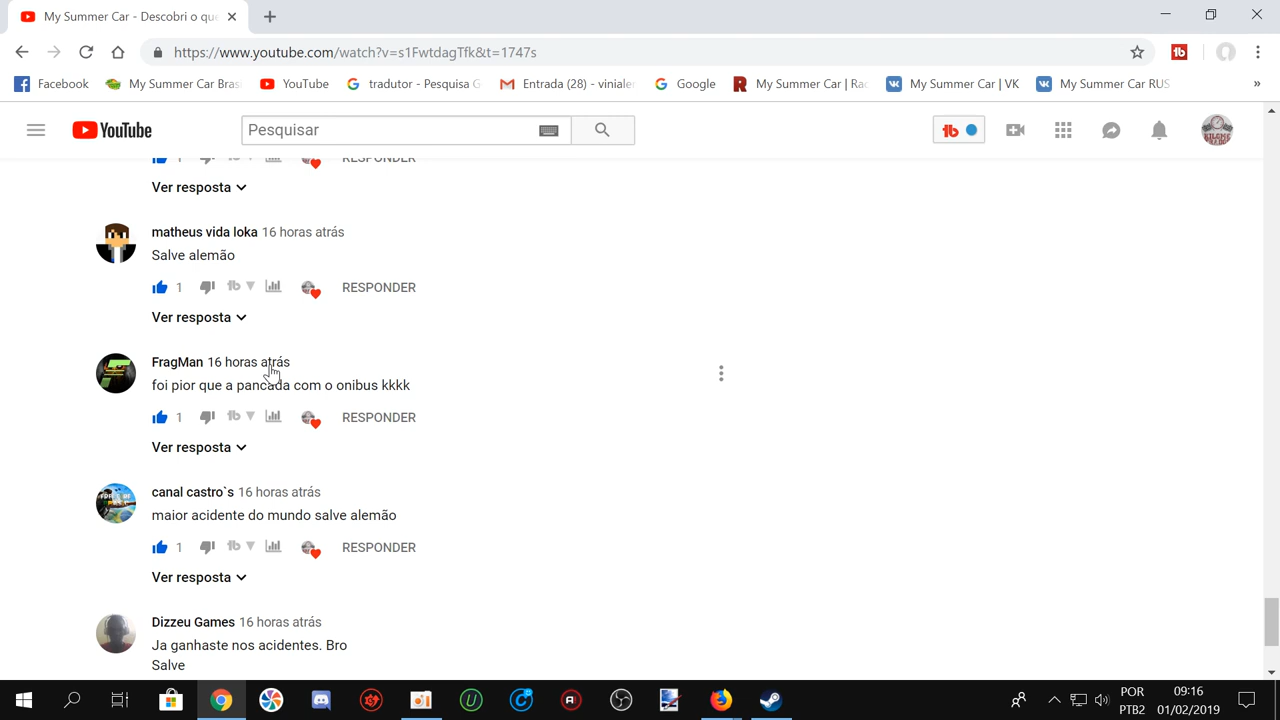 My Summer Car - Descobri o que
https://www.youtube.com/watch?v=s1FwtdagTfk&t=1747s
Facebook
My Summer Car Brasi
YouTube
tradutor - Pesquisa G
Entrada (28) - viniale
Google
My Summer Car | Rac
My Summer Car | VK
My Summer Car RUS
»
YouTube
Pesquisar
1 RESPONDER
Ver resposta
matheus vida loka 16 horas atrás
Salve alemão
1 RESPONDER
Ver resposta
FragMan 16 horas atrás
foi pior que a pancada com o onibus kkkk
1 RESPONDER
Ver resposta
canal castro`s 16 horas atrás
maior acidente do mundo salve alemão
1 RESPONDER
Ver resposta
Dizzeu Games 16 horas atrás
Ja ganhaste nos acidentes. Bro
Salve
POR
PTB2
09:16
01/02/2019